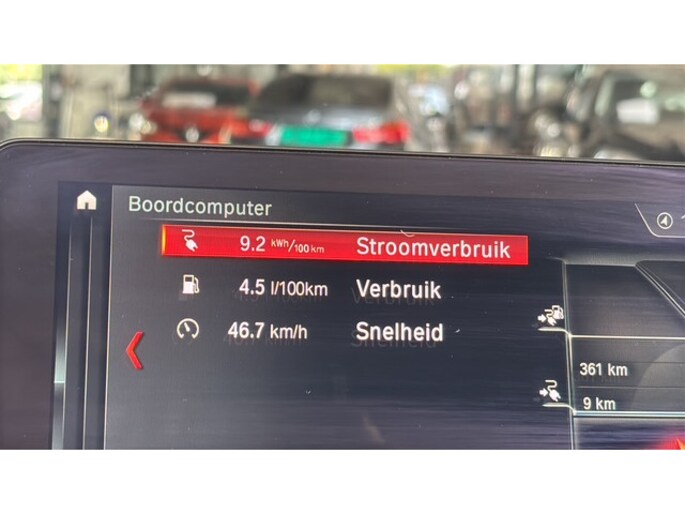 Boordcomputer
9.2 kWh/100 km Stroomverbruik
4.5 l/100km Verbruik
46.7 km/h Snelheid
361 km
9 km